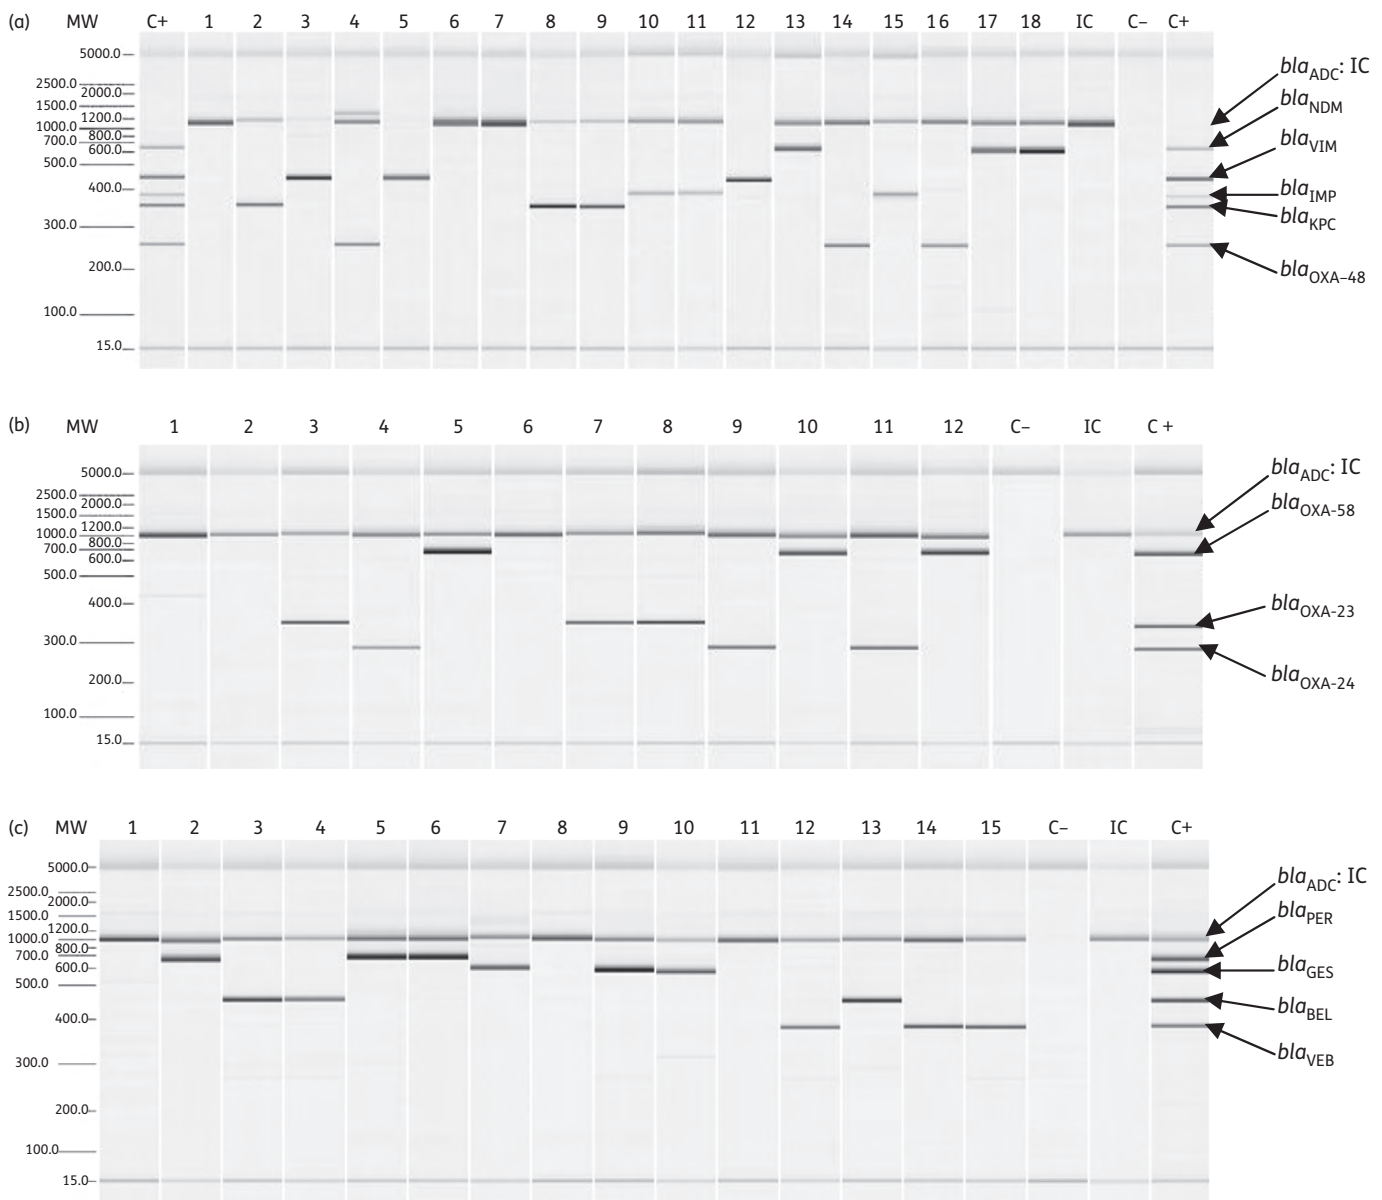 (a) MW C+ 1 2 3 4 5 6 7 8 9 10 11 12 13 14 15 16 17 18 IC C– C+
5000.0
2500.0
2000.0
1500.0
1200.0
1000.0
800.0
700.0
600.0
500.0
400.0
300.0
200.0
100.0
15.0
blaADC: IC
blaNDM
blaVIM
blaIMP
blaKPC
blaOXA–48
(b) MW 1 2 3 4 5 6 7 8 9 10 11 12 C– IC C +
5000.0
2500.0
2000.0
1500.0
1200.0
1000.0
800.0
700.0
600.0
500.0
400.0
300.0
200.0
100.0
15.0
blaADC: IC
blaOXA-58
blaOXA-23
blaOXA-24
(c) MW 1 2 3 4 5 6 7 8 9 10 11 12 13 14 15 C– IC C+
5000.0
2500.0
2000.0
1500.0
1200.0
1000.0
800.0
700.0
600.0
500.0
400.0
300.0
200.0
100.0
15.0
blaADC: IC
blaPER
blaGES
blaBEL
blaVEB